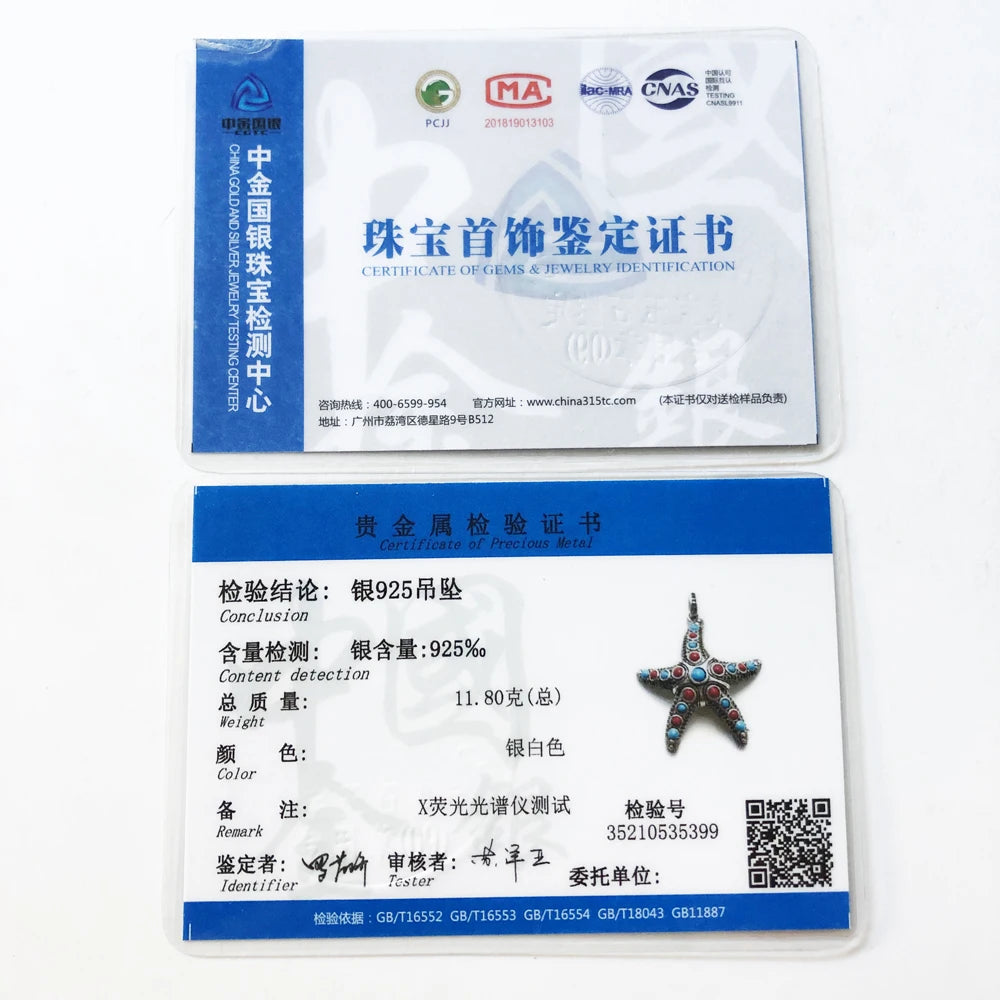 中金国银
CGTC
中金国银珠宝检测中心
CHINA GOLD AND SILVER JEWELRY TESTING CENTER
PCJJ
MA
201819013103
ilac-MRA
CNAS
中国认可
国际互认
检测
TESTING
CNASL9911
珠宝首饰鉴定证书
CERTIFICATE OF GEMS & JEWELRY IDENTIFICATION
咨询热线：400-6599-954 官方网址：www.china315tc.com (本证书仅对送检样品负责)
地址：广州市荔湾区德星路9号B512
贵金属检验证书
Certificate of Precious Metal
检验结论: 银925吊坠
Conclusion
含量检测: 银含量:925‰
Content detection
总质量: 11.80克(总)
Weight
颜色: 银白色
Color
备注: X荧光光谱仪测试
Remark
检验号
35210535399
鉴定者:
Identifier
审核者:
Tester
委托单位:
检验依据：GB/T16552 GB/T16553 GB/T16554 GB/T18043 GB11887